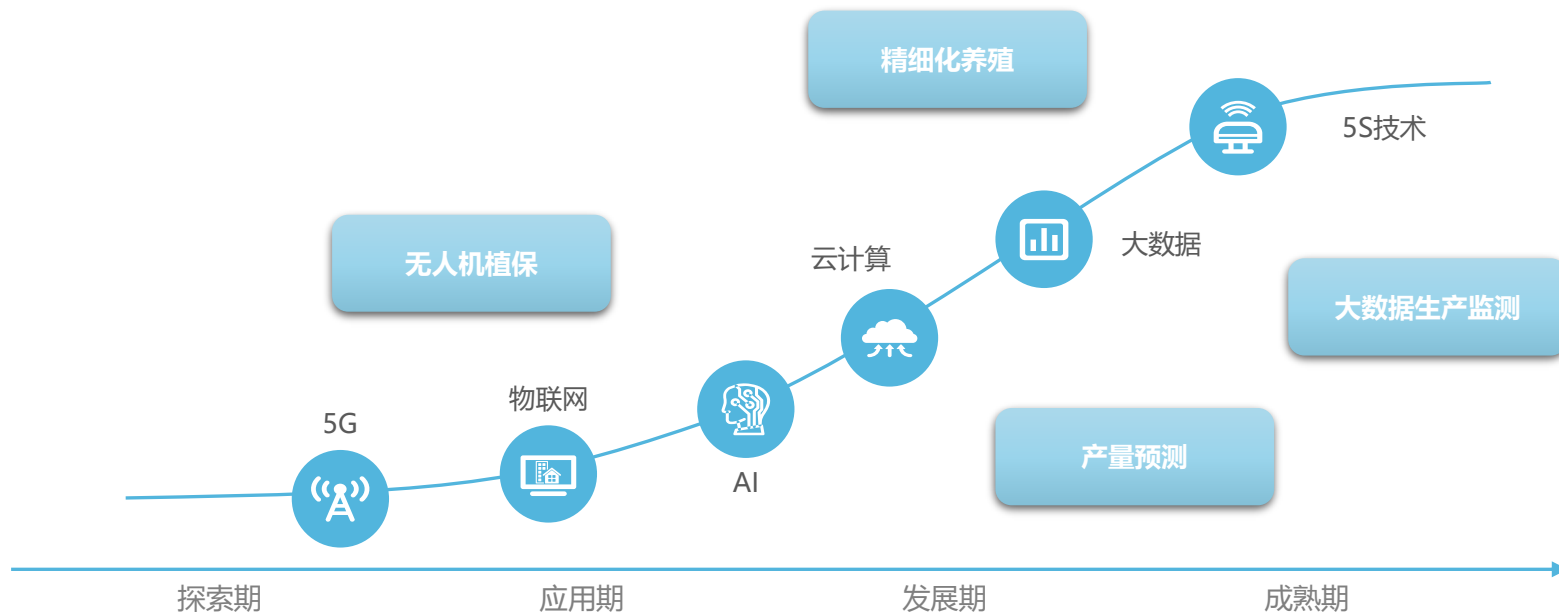 精细化养殖
5S技术
无人机植保
云计算
大数据
大数据生产监测
物联网
5G
AI
产量预测
探索期
应用期
发展期
成熟期